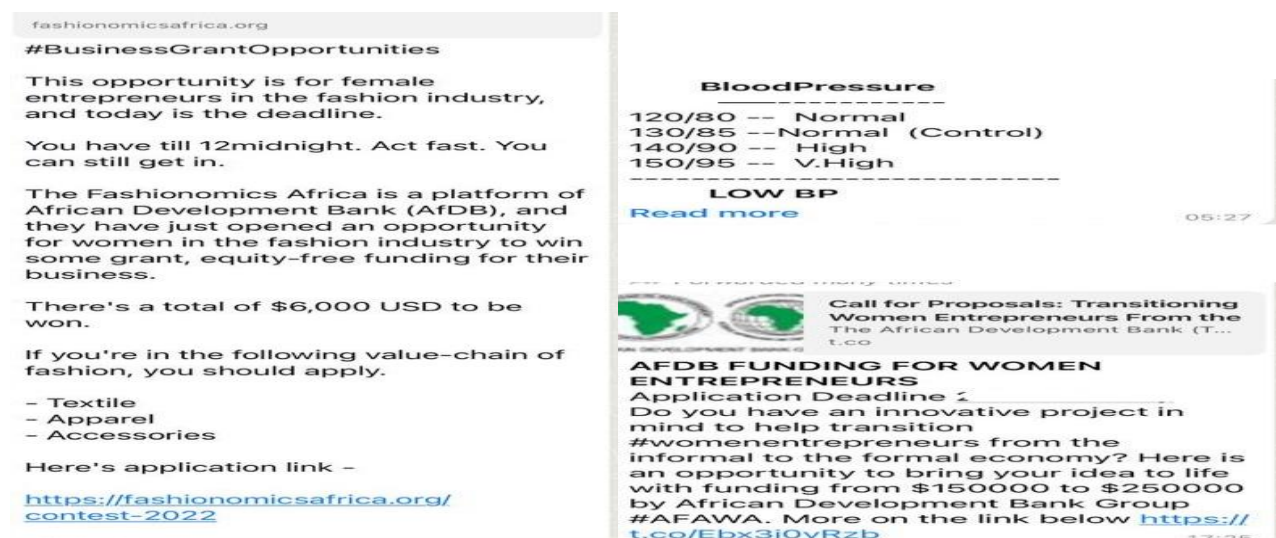 fashionomicsafrica.org
#BusinessGrantOpportunities
This opportunity is for female
entrepreneurs in the fashion industry,
and today is the deadline.
You have till 12midnight. Act fast. You
can still get in.
The Fashionomics Africa is a platform of
African Development Bank (AfDB), and
they have just opened an opportunity
for women in the fashion industry to win
some grant, equity-free funding for their
business.
There's a total of $6,000 USD to be
won.
If you're in the following value-chain of
fashion, you should apply.
- Textile
- Apparel
- Accessories
Here's application link -
https://fashionomicsafrica.org/
contest-2022
BloodPressure
120/80 -- Normal
130/85 --Normal (Control)
140/90 -- High
150/95 -- V.High
LOW BP
Read more
05:27
Forwarded many times
Call for Proposals: Transitioning
Women Entrepreneurs From the
The African Development Bank (T...
t.co
AFDB FUNDING FOR WOMEN
ENTREPRENEURS
Application Deadline
Do you have an innovative project in
mind to help transition
#womenentrepreneurs from the
informal to the formal economy? Here is
an opportunity to bring your idea to life
with funding from $150000 to $250000
by African Development Bank Group
#AFAWA. More on the link below https://
t.co/Ebx3i0yRzb